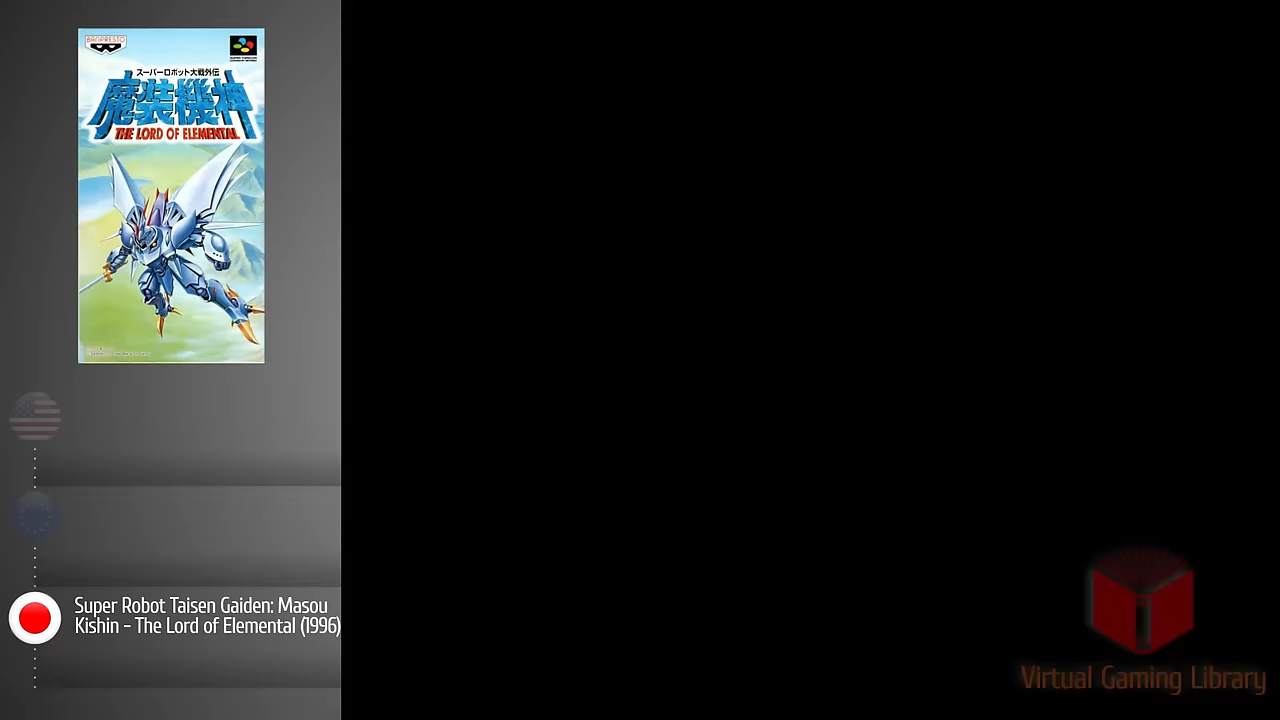 BANPRESTO
スーパーロボット大戦外伝
魔装機神
THE LORD OF ELEMENTAL
Super Robot Taisen Gaiden: Masou
Kishin - The Lord of Elemental (1996)
Virtual Gaming Library